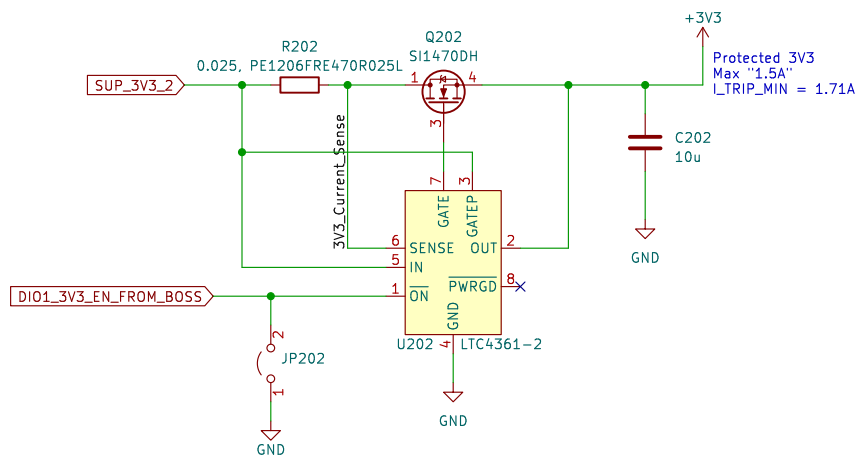 +3V3
Q202
SI1470DH
R202
0.025, PE1206FRE470R025L
Protected 3V3
Max "1.5A"
I_TRIP_MIN = 1.71A
SUP_3V3_2
1
4
3
3V3_Current_Sense
C202
10u
7
3
GATE
GATEP
6
SENSE
OUT
2
5
IN
GND
DIO1_3V3_EN_FROM_BOSS
1
ON
PWRGD
8
GND
2
JP202
1
U202
4
LTC4361-2
GND
GND